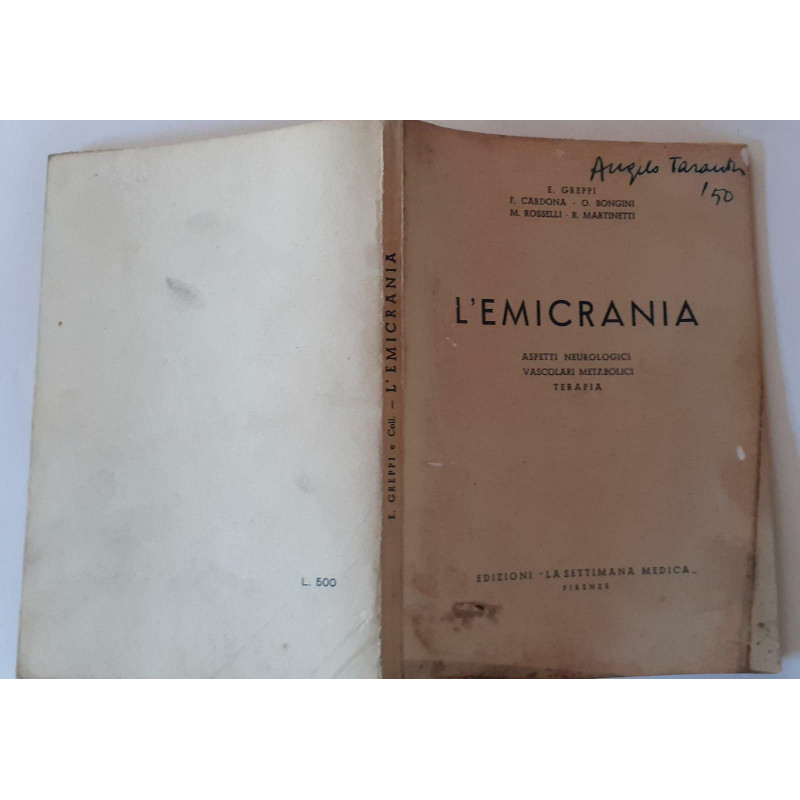 Angelo
'50
E. GREPPI
F. CARDONA - O. BONGINI
M. ROSSELLI - R. MARTINETTI
L'EMICRANIA
ASPETTI NEUROLOGICI
VASCOLARI METABOLICI
TERAPIA
EDIZIONI "LA SETTIMANA MEDICA„
FIRENZE
E. GREPPI e Coll. - L'EMICRANIA
L. 500